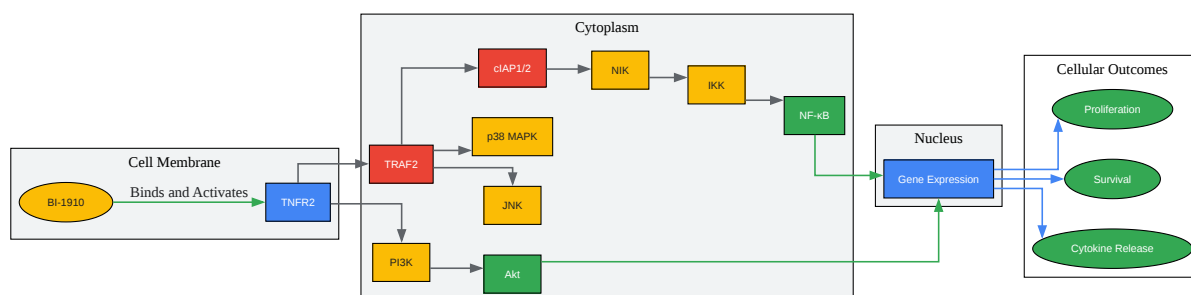 Cell Membrane
BI-1910
Binds and Activates
TNFR2
Cytoplasm
TRAF2
cIAP1/2
NIK
IKK
NF-κB
p38 MAPK
JNK
PI3K
Akt
Nucleus
Gene Expression
Cellular Outcomes
Proliferation
Survival
Cytokine Release